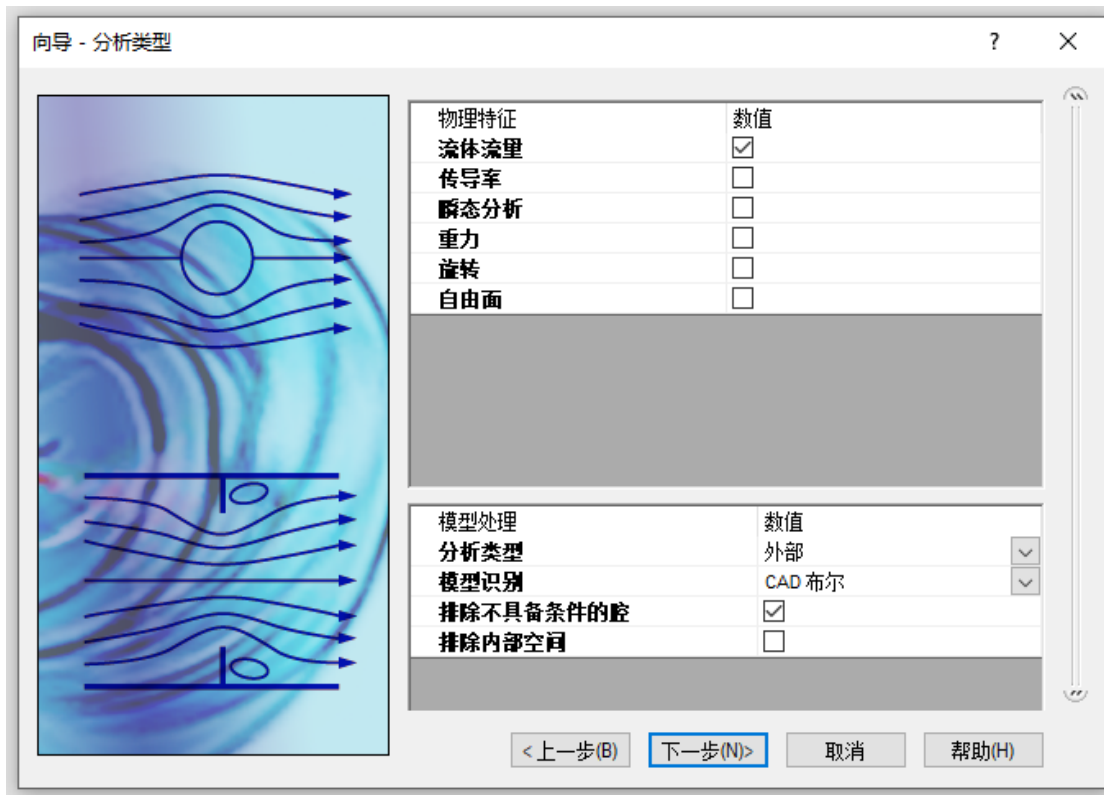 向导 - 分析类型 ?
物理特征 数值
流体流里
传导率
瞬态分析
重力
旋转
自由面
模型处理 数值
分析类型 外部
模型识别 CAD 布尔
排除不具备条件的腔
排除内部空间
<上一步(B) 下一步(N)> 取消 帮助(H)